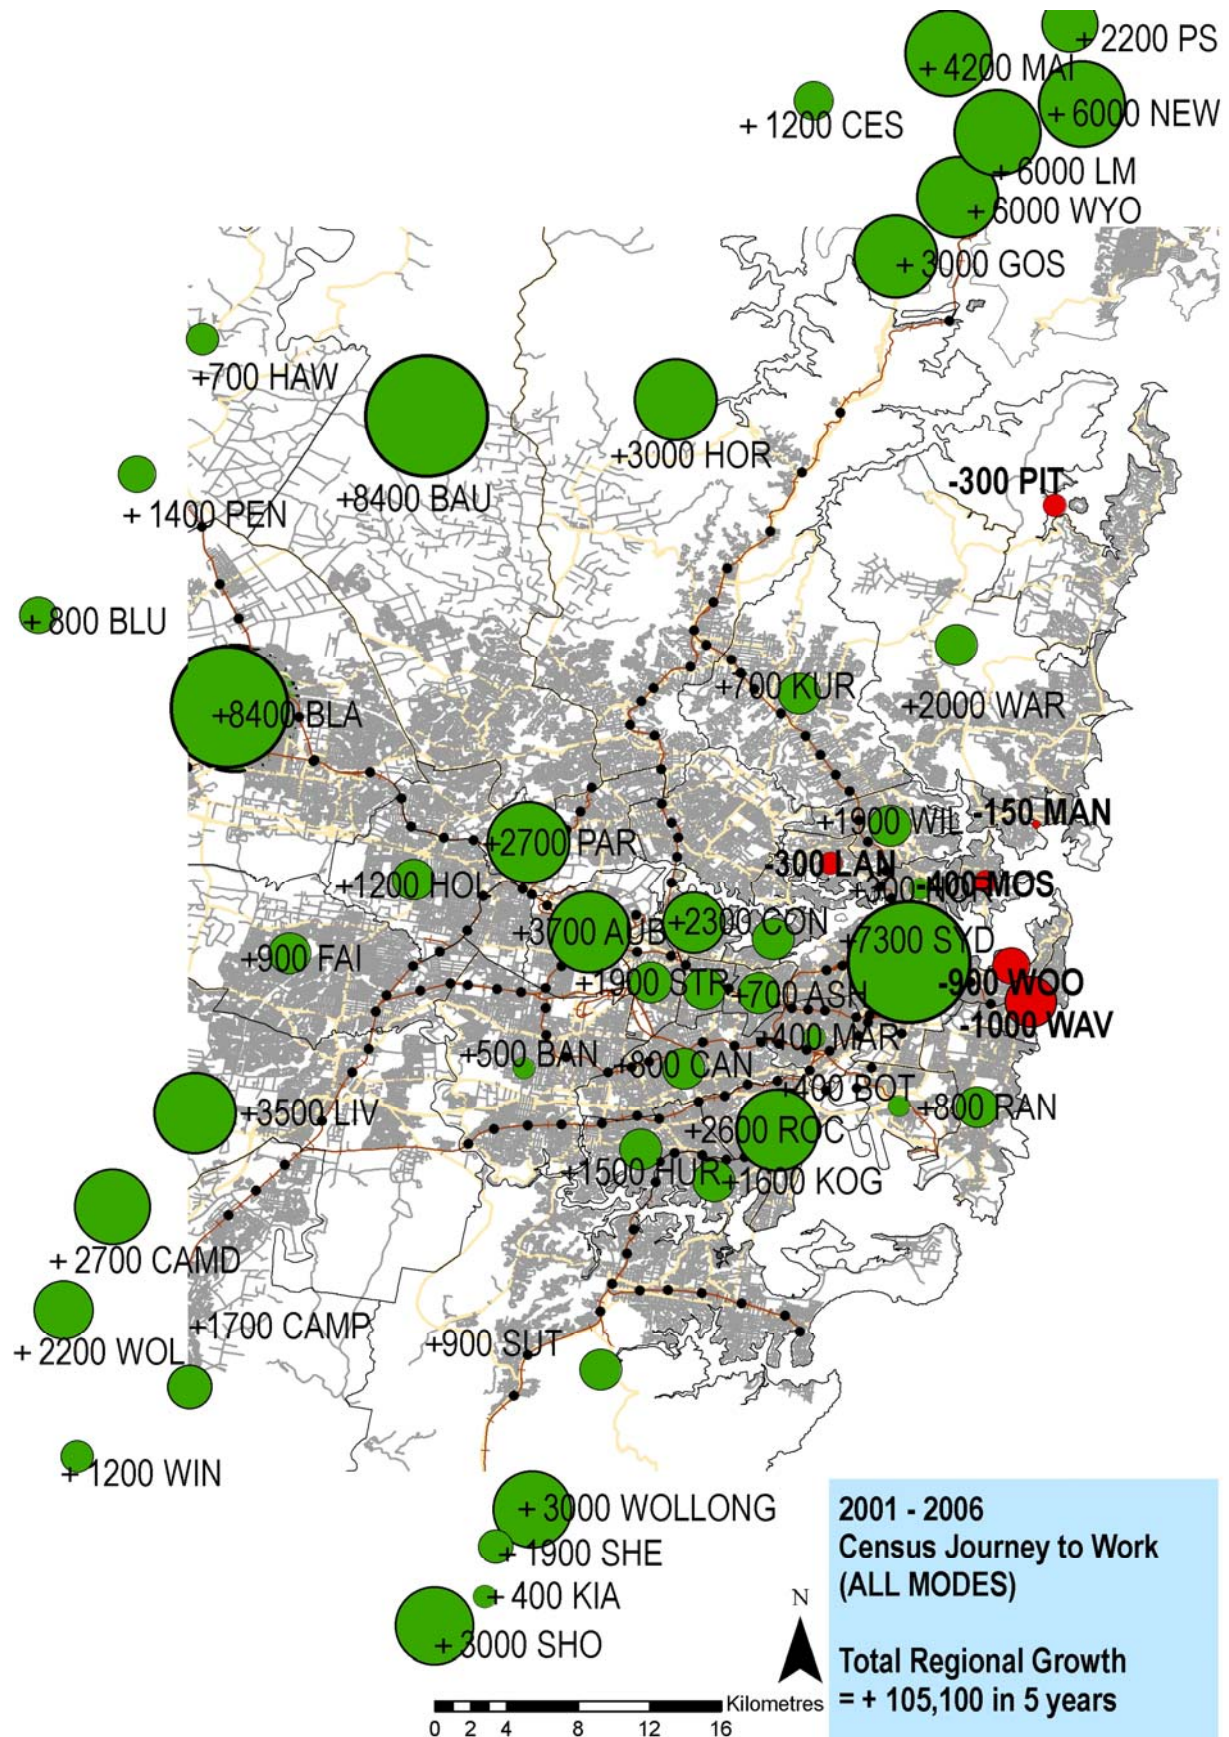 + 2200 PS
+ 4200 MAI
+ 6000 NEW
+ 1200 CES
+ 6000 LM
+ 6000 WYO
+ 3000 GOS
+700 HAW
+3000 HOR
-300 PIT
+8400 BAU
+ 1400 PEN
+ 800 BLU
+700 KUR
+2000 WAR
+8400 BLA
-150 MAN
+1900 WIL
+2700 PAR
-300 LAN
+1200 HOL
+300 NOR
-400 MOS
+2300 CON
+3700 AUB
+7300 SYD
+900 FAI
+1900 STR
-900 WOO
+700 ASH
-1000 WAV
+400 MAR
+500 BAN
+800 CAN
+400 BOT
+800 RAN
+3500 LIV
+2600 ROC
+1500 HUR
+1600 KOG
+ 2700 CAMD
+1700 CAMP
+900 SUT
+ 2200 WOL
+ 1200 WIN
+ 3000 WOLLONG
+ 1900 SHE
+ 400 KIA
+ 3000 SHO
2001 - 2006
Census Journey to Work
(ALL MODES)
Total Regional Growth
= + 105,100 in 5 years
N
Kilometres
0 2 4 8 12 16